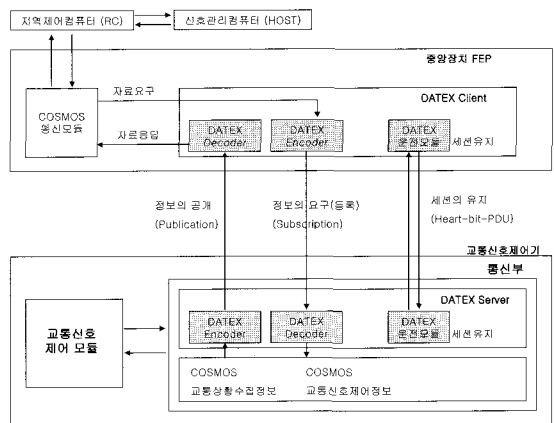 지역제어컴퓨터 (RC)
신호관리컴퓨터 (HOST)
중앙장치 FEP
COSMOS
통신모듈
자료요구
자료응답
DATEX Client
DATEX
Decoder
DATEX
Encoder
DATEX
운전모듈
세션유지
정보의 공개
(Publication)
정보의 요구(등록)
(Subscription)
세션의 유지
(Heart-bit-PDU)
교통신호제어기
통신부
교통신호
제어 모듈
DATEX Server
DATEX
Encoder
DATEX
Decoder
DATEX
운전모듈
세션유지
COSMOS
교통상황수집정보
COSMOS
교통신호제어정보